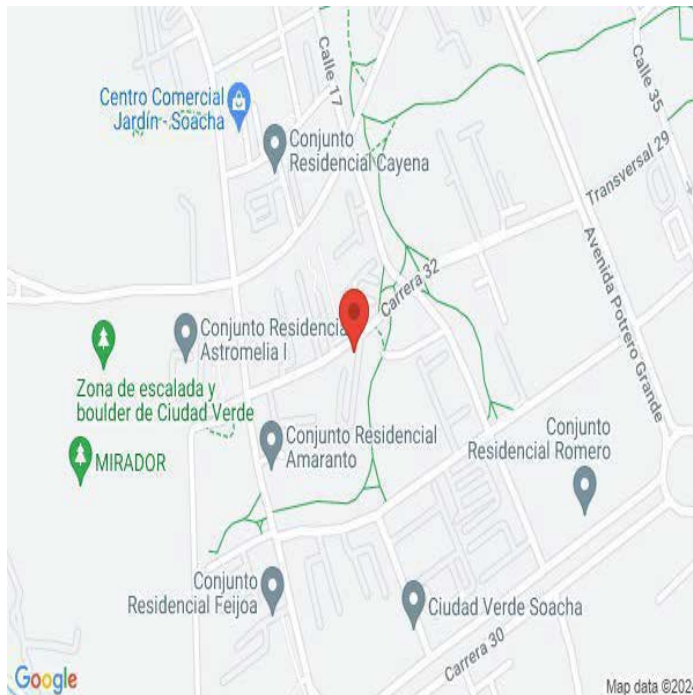 Calle 17
Calle 35
Centro Comercial
Jardín - Soacha
Conjunto
Residencial Cayena
Transversal 29
Carrera 32
Avenida Potrero Grande
Conjunto Residencia
Astromelia I
Zona de escalada y
boulder de Ciudad Verde
MIRADOR
Conjunto Residencial
Amaranto
Conjunto
Residencial Romero
Conjunto
Residencial Feijoa
Ciudad Verde Soacha
Carrera 30
Google
Map data ©202